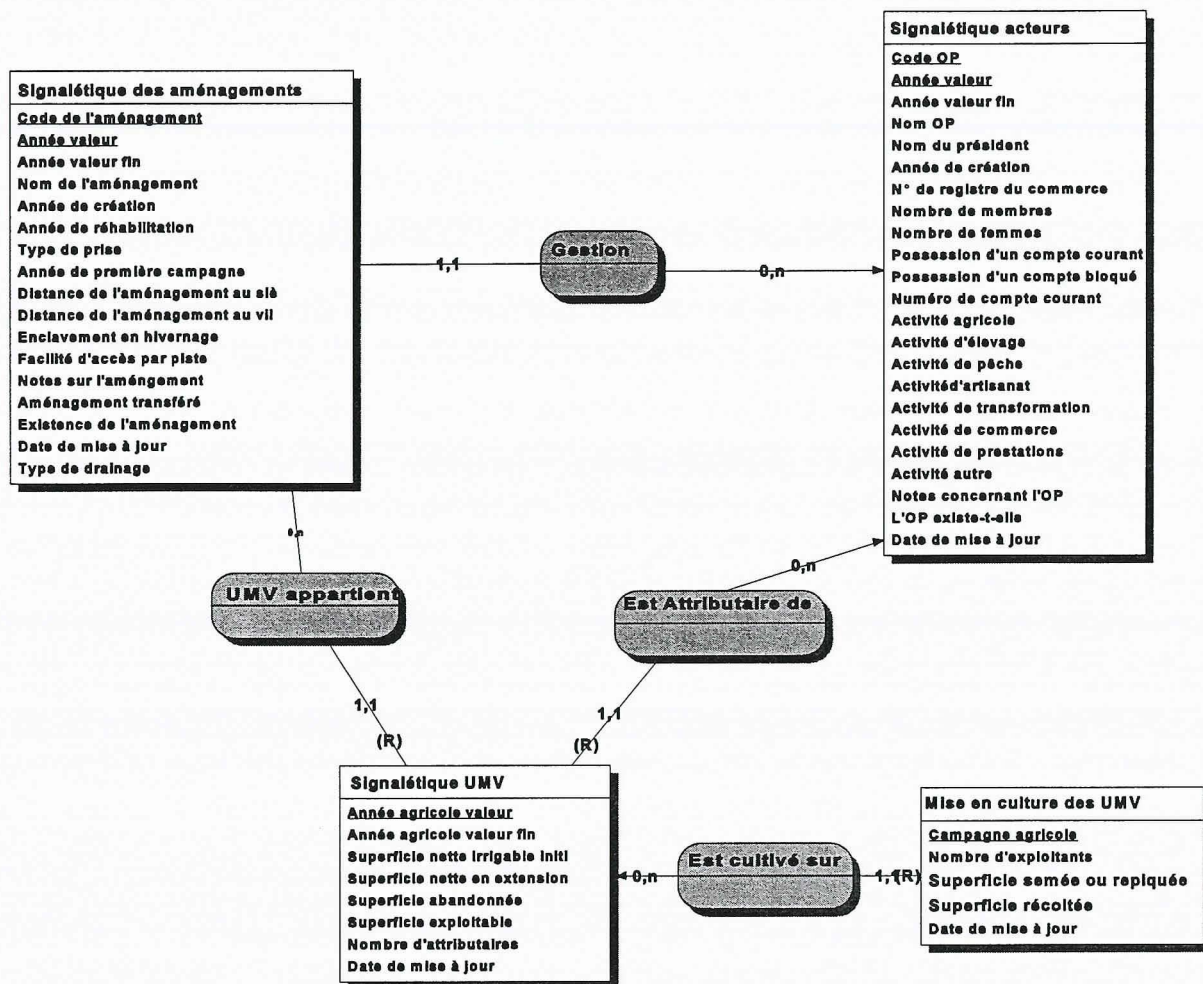 Signalétique acteurs
Code OP
Année valeur
Année valeur fin
Nom OP
Nom du président
Année de création
N° de registre du commerce
Nombre de membres
Nombre de femmes
Possession d'un compte courant
Possession d'un compte bloqué
Numéro de compte courant
Activité agricole
Activité d'élevage
Activité de pêche
Activitéd'artisanat
Activité de transformation
Activité de commerce
Activité de prestations
Activité autre
Notes concernant l'OP
L'OP existe-t-elle
Date de mise à jour
Signalétique des aménagements
Code de l'aménagement
Année valeur
Année valeur fin
Nom de l'aménagement
Année de création
Année de réhabilitation
Type de prise
Année de première campagne
Distance de l'aménagement au siè
Distance de l'aménagement au vil
Enclavement en hivernage
Facilité d'accès par piste
Notes sur l'améngement
Aménagement transféré
Existence de l'aménagement
Date de mise à jour
Type de drainage
Gestion
1,1
0,n
0,n
UMV appartient
1,1
(R)
0,n
Est Attributaire de
1,1
(R)
Signalétique UMV
Année agricole valeur
Année agricole valeur fin
Superficie nette irrigable initi
Superficie nette en extension
Superficie abandonnée
Superficie exploitable
Nombre d'attributaires
Date de mise à jour
0,n
Est cultivé sur
1,1(R)
Mise en culture des UMV
Campagne agricole
Nombre d'exploitants
Superficie semée ou repiquée
Superficie récoltée
Date de mise à jour